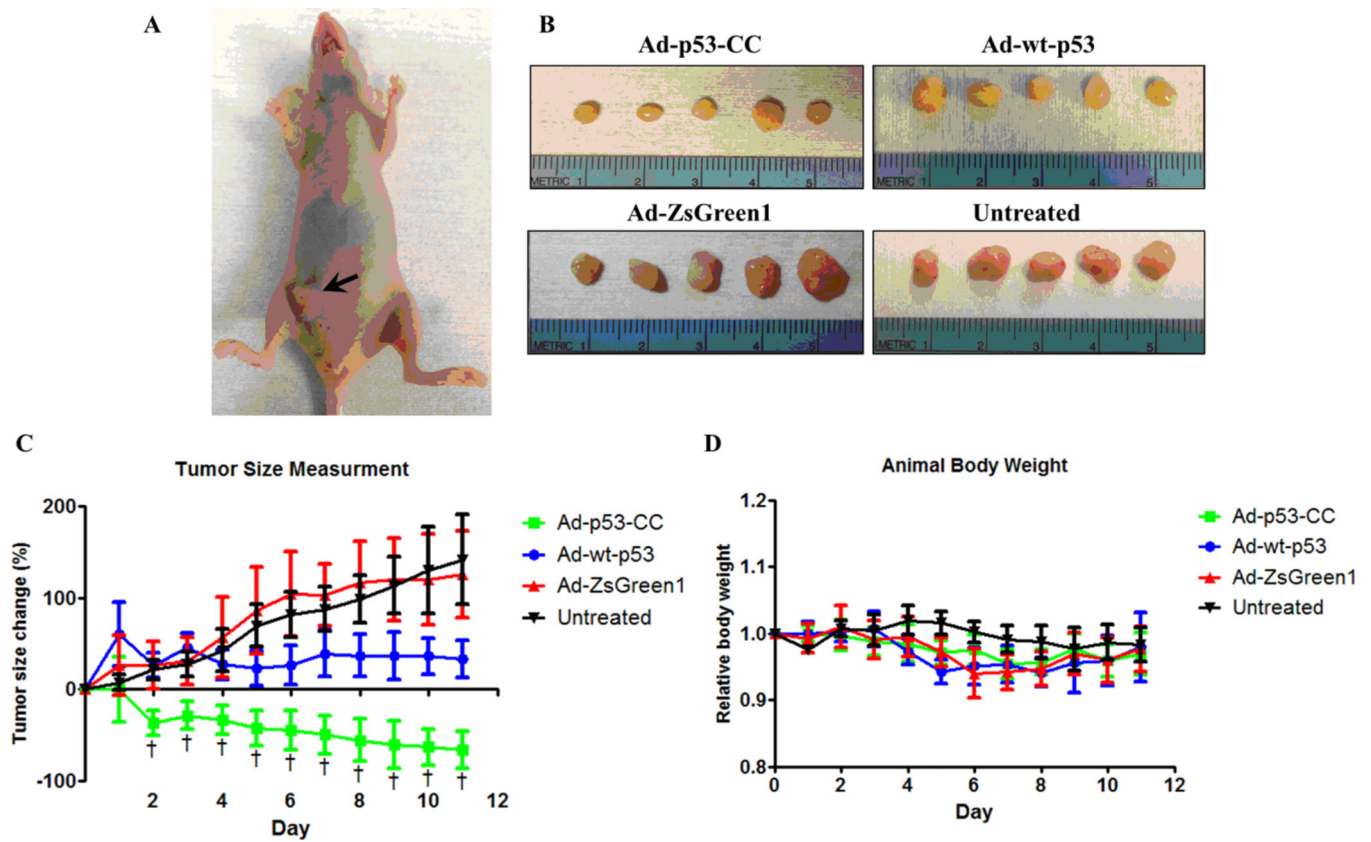 A
B
Ad-p53-CC
Ad-wt-p53
METRIC 1 2 3 4 5
METRIC 1 2 3 4 5
Ad-ZsGreen1
Untreated
METRIC 1 2 3 4 5
METRIC 1 2 3 4 5
C
Tumor Size Measurment
Tumor size change (%)
200
100
0
-100
† † † † † † † † † †
2 4 6 8 10 12
Day
Ad-p53-CC
Ad-wt-p53
Ad-ZsGreen1
Untreated
D
Animal Body Weight
Relative body weight
1.2
1.1
1.0
0.9
0.8
0 2 4 6 8 10 12
Day
Ad-p53-CC
Ad-wt-p53
Ad-ZsGreen1
Untreated